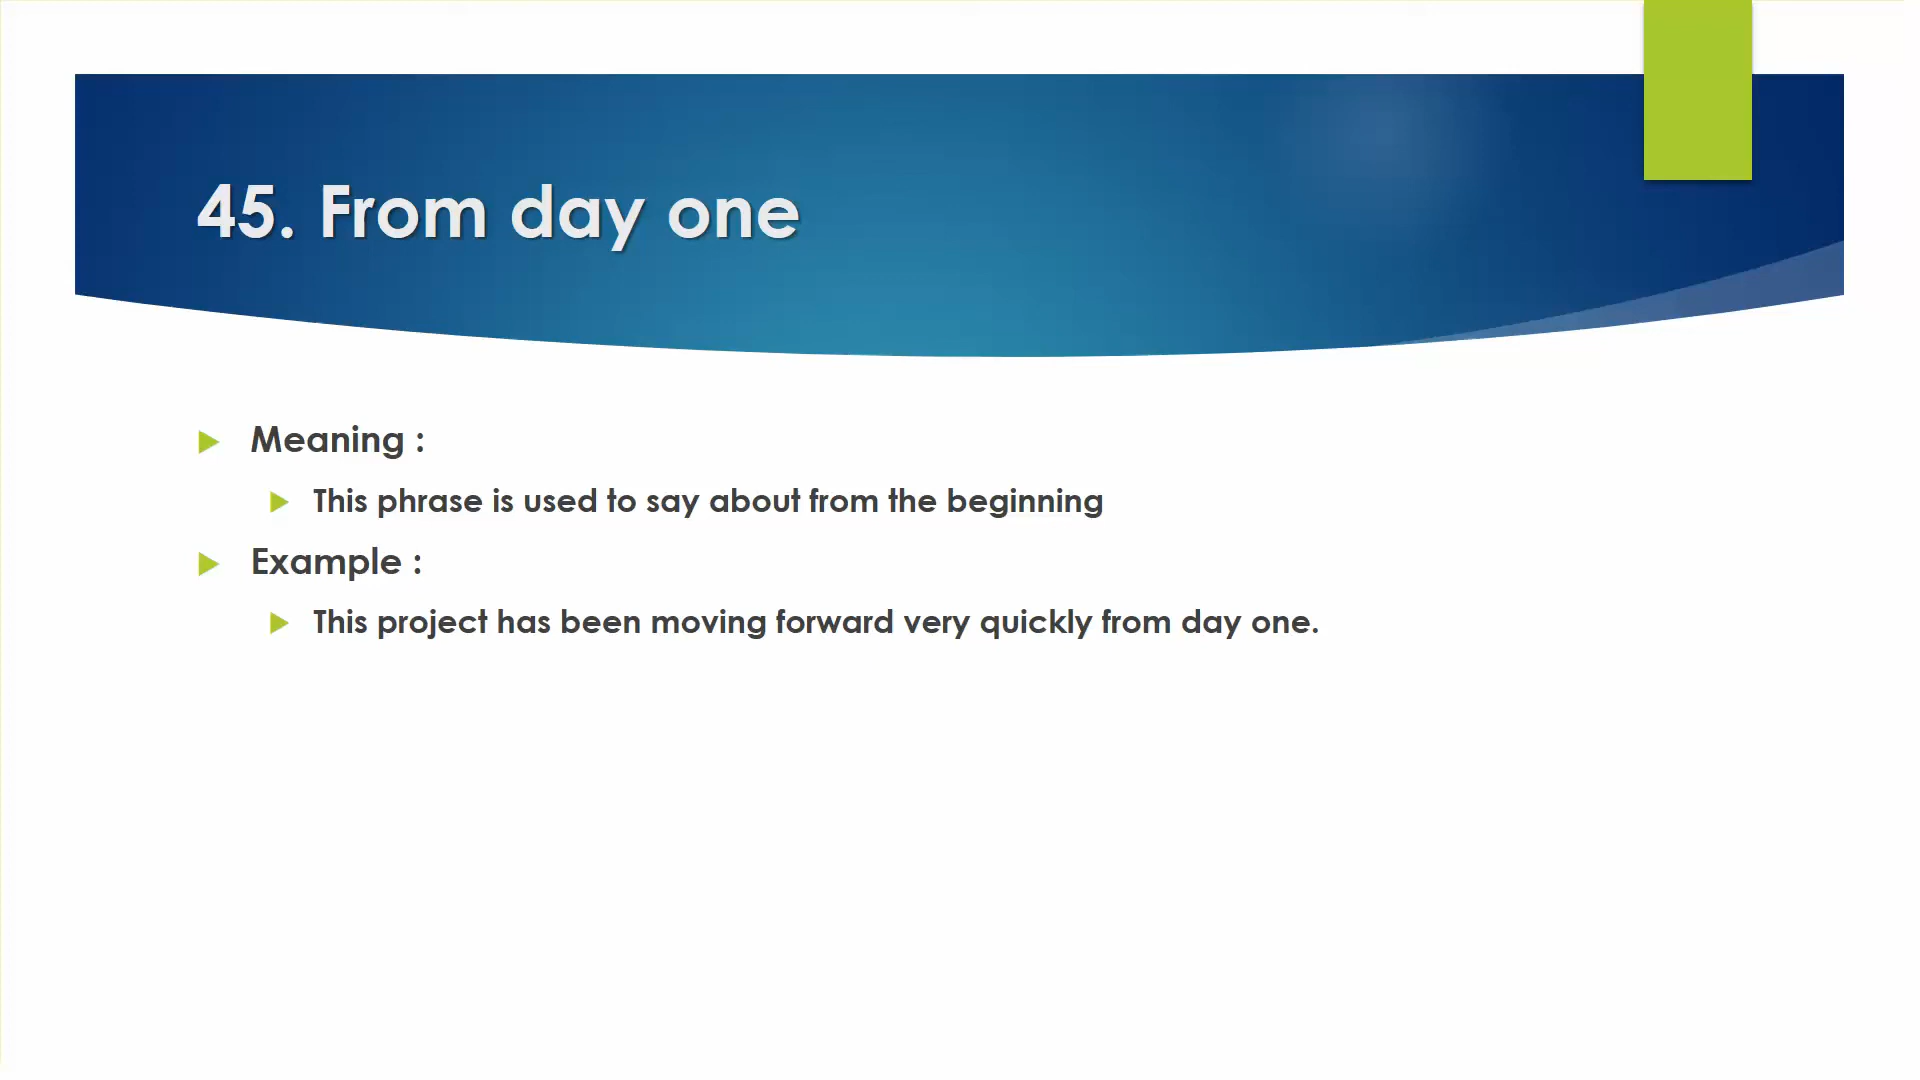 45. From day one
Meaning :
This phrase is used to say about from the beginning
Example :
This project has been moving forward very quickly from day one.